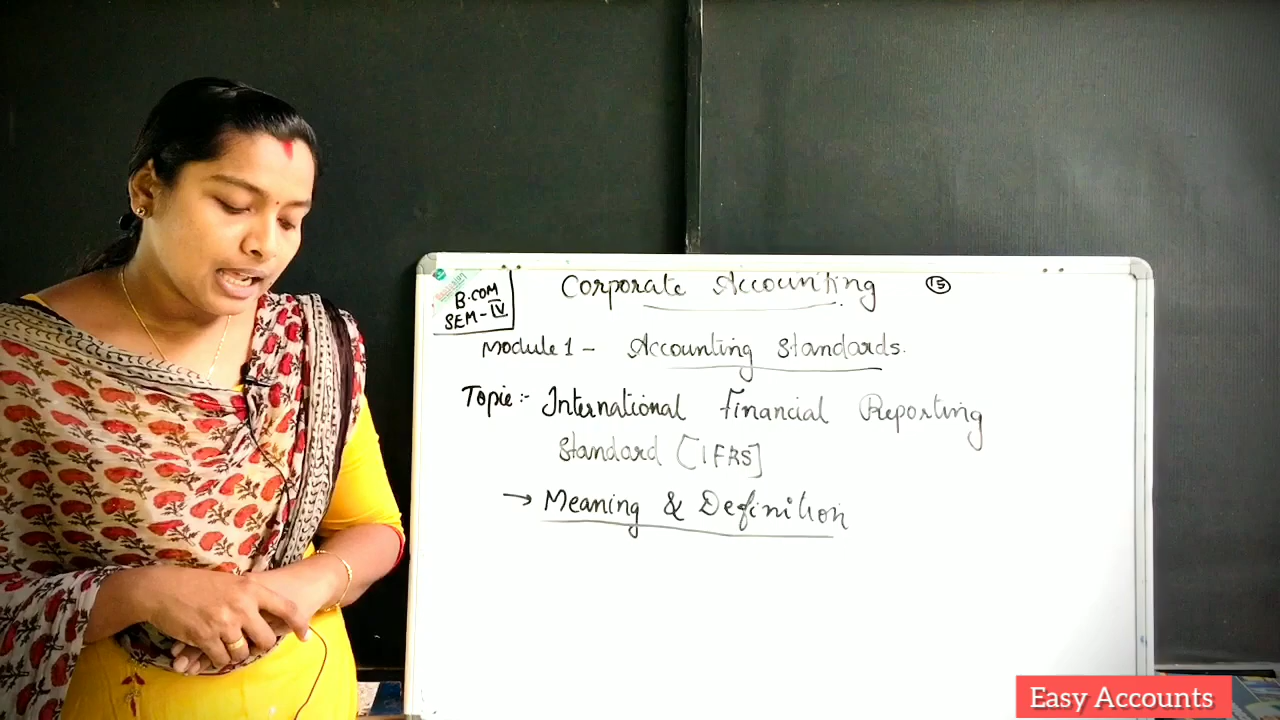 B.COM
SEM-IV
Corporate Accounting
15
Module 1 - Accounting Standards.
Topic:- International Financial Reporting
Standard [IFRS]
→ Meaning & Definition
Easy Accounts